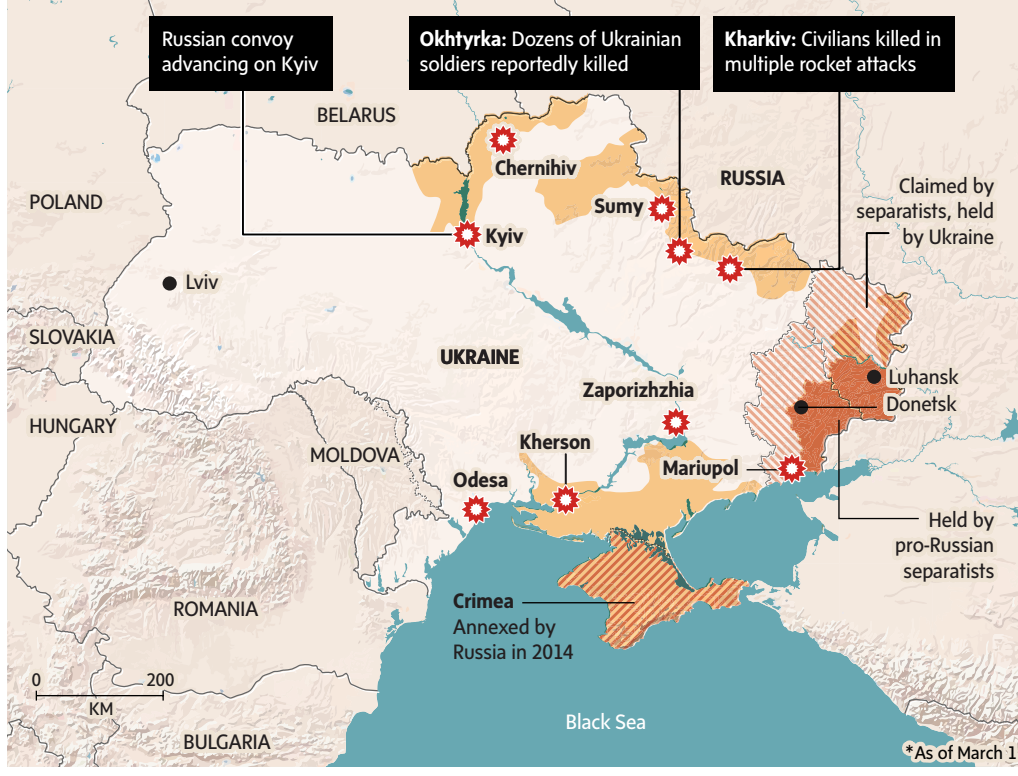 Russian convoy
advancing on Kyiv
Okhtyrka: Dozens of Ukrainian
soldiers reportedly killed
Kharkiv: Civilians killed in
multiple rocket attacks
BELARUS
Chernihiv
RUSSIA
POLAND
Claimed by
separatists, held
by Ukraine
Sumy
Kyiv
Lviv
SLOVAKIA
UKRAINE
Luhansk
Zaporizhzhia
Donetsk
HUNGARY
Kherson
MOLDOVA
Mariupol
Odesa
Held by
pro-Russian
separatists
ROMANIA
Crimea
Annexed by
Russia in 2014
0 200
KM
Black Sea
BULGARIA
*As of March 1